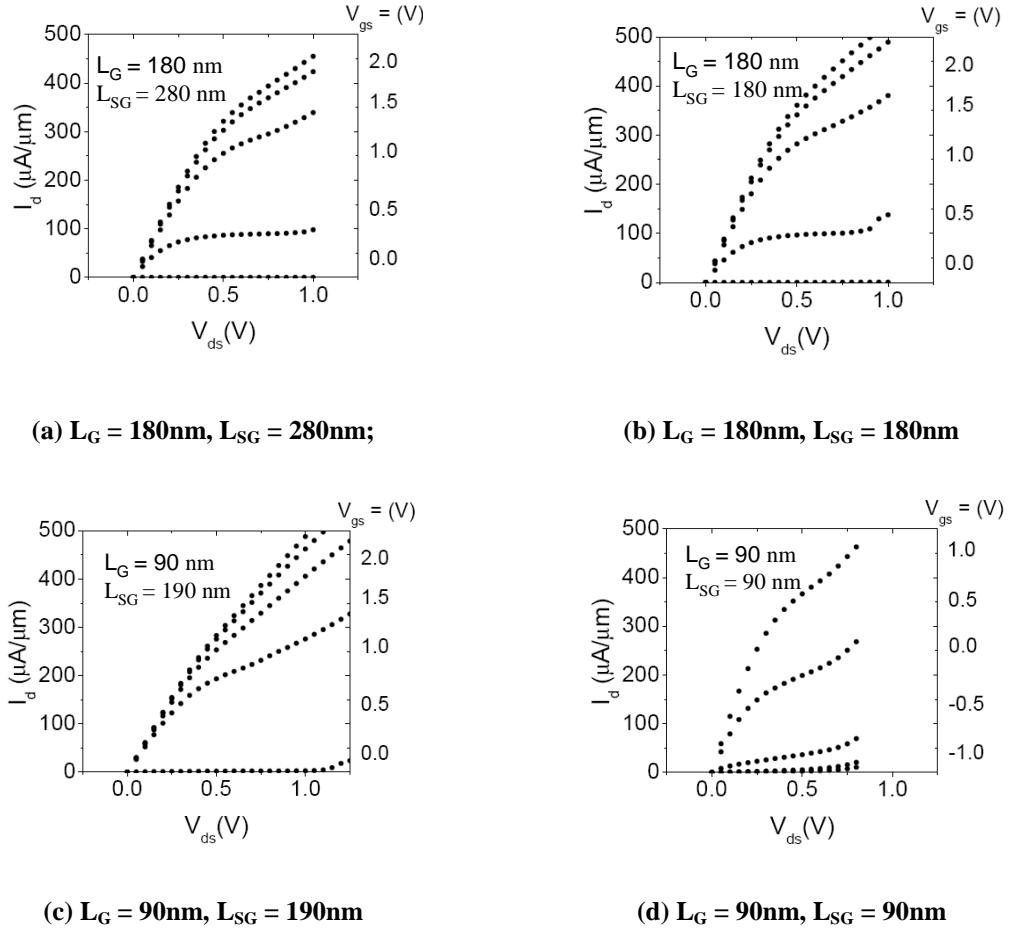 V_gs = (V)
500
400
300
200
100
0
I_d (μA/μm)
L_G = 180 nm
L_SG = 280 nm
2.0
1.5
1.0
0.5
0.0
0.0 0.5 1.0
V_ds(V)
(a) L_G = 180nm, L_SG = 280nm;
V_gs = (V)
500
400
300
200
100
0
I_d (μA/μm)
L_G = 180 nm
L_SG = 180 nm
2.0
1.5
1.0
0.5
0.0
0.0 0.5 1.0
V_ds(V)
(b) L_G = 180nm, L_SG = 180nm
V_gs = (V)
500
400
300
200
100
0
I_d (μA/μm)
L_G = 90 nm
L_SG = 190 nm
2.0
1.5
1.0
0.5
0.0
0.0 0.5 1.0
V_ds(V)
(c) L_G = 90nm, L_SG = 190nm
V_gs = (V)
500
400
300
200
100
0
I_d (μA/μm)
L_G = 90 nm
L_SG = 90 nm
1.0
0.5
0.0
-0.5
-1.0
0.0 0.5 1.0
V_ds(V)
(d) L_G = 90nm, L_SG = 90nm